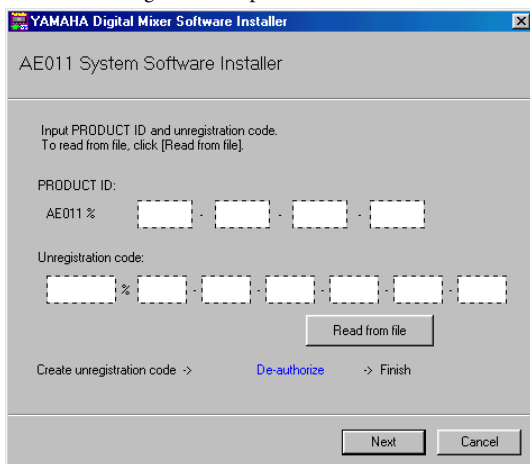 YAMAHA Digital Mixer Software Installer
AE011 System Software Installer
Input PRODUCT ID and unregistration code.
To read from file, click [Read from file].
PRODUCT ID:
AE011 % - - -
Unregistration code:
% - - - - -
Read from file
Create unregistration code -> De-authorize -> Finish
Next Cancel